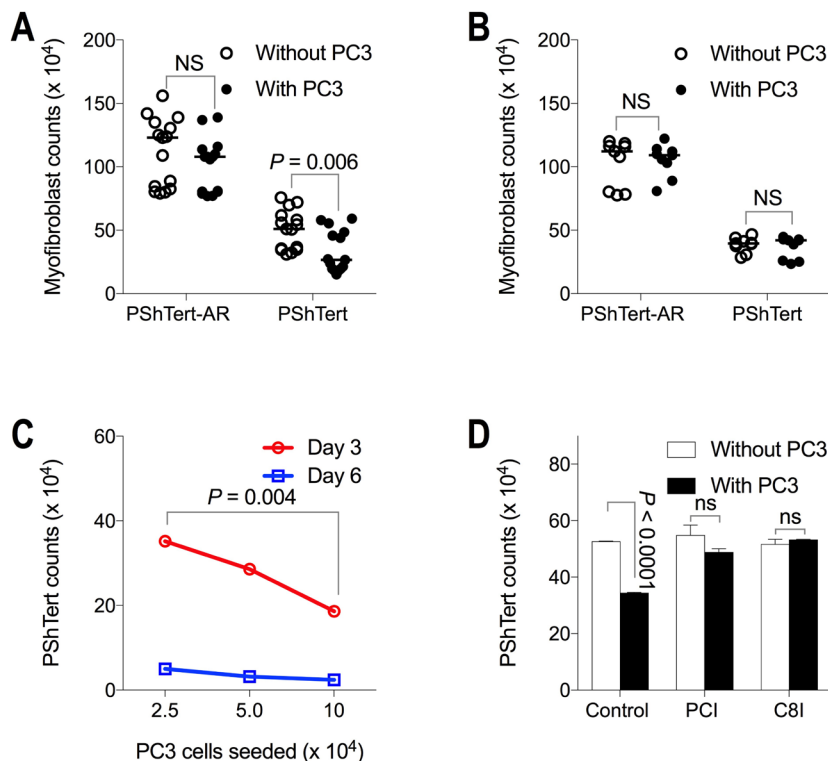 A
Myofibroblast counts (x 10⁴)
200
150
100
50
0
Without PC3
With PC3
NS
P = 0.006
PShTert-AR
PShTert
B
Myofibroblast counts (x 10⁴)
200
150
100
50
0
Without PC3
With PC3
NS
NS
PShTert-AR
PShTert
C
PShTert counts (x 10⁴)
60
40
20
0
Day 3
Day 6
P = 0.004
2.5
5.0
10
PC3 cells seeded (x 10⁴)
D
PShTert counts (x 10⁴)
80
60
40
20
0
Without PC3
With PC3
P < 0.0001
ns
ns
Control
PCI
C8I